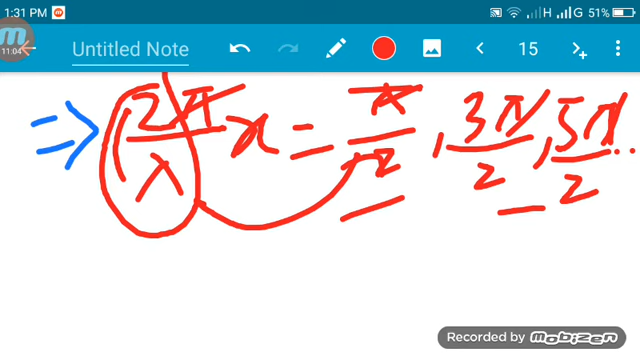 1:31 PM H G 51%
11:04 Untitled Note 15
⇒ 2π/λ x = π/2, 3π/2, 5π/2 ..
Recorded by mobizen